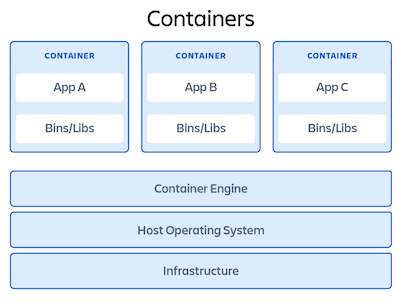 Containers
CONTAINER
CONTAINER
CONTAINER
App A
App B
App C
Bins/Libs
Bins/Libs
Bins/Libs
Container Engine
Host Operating System
Infrastructure